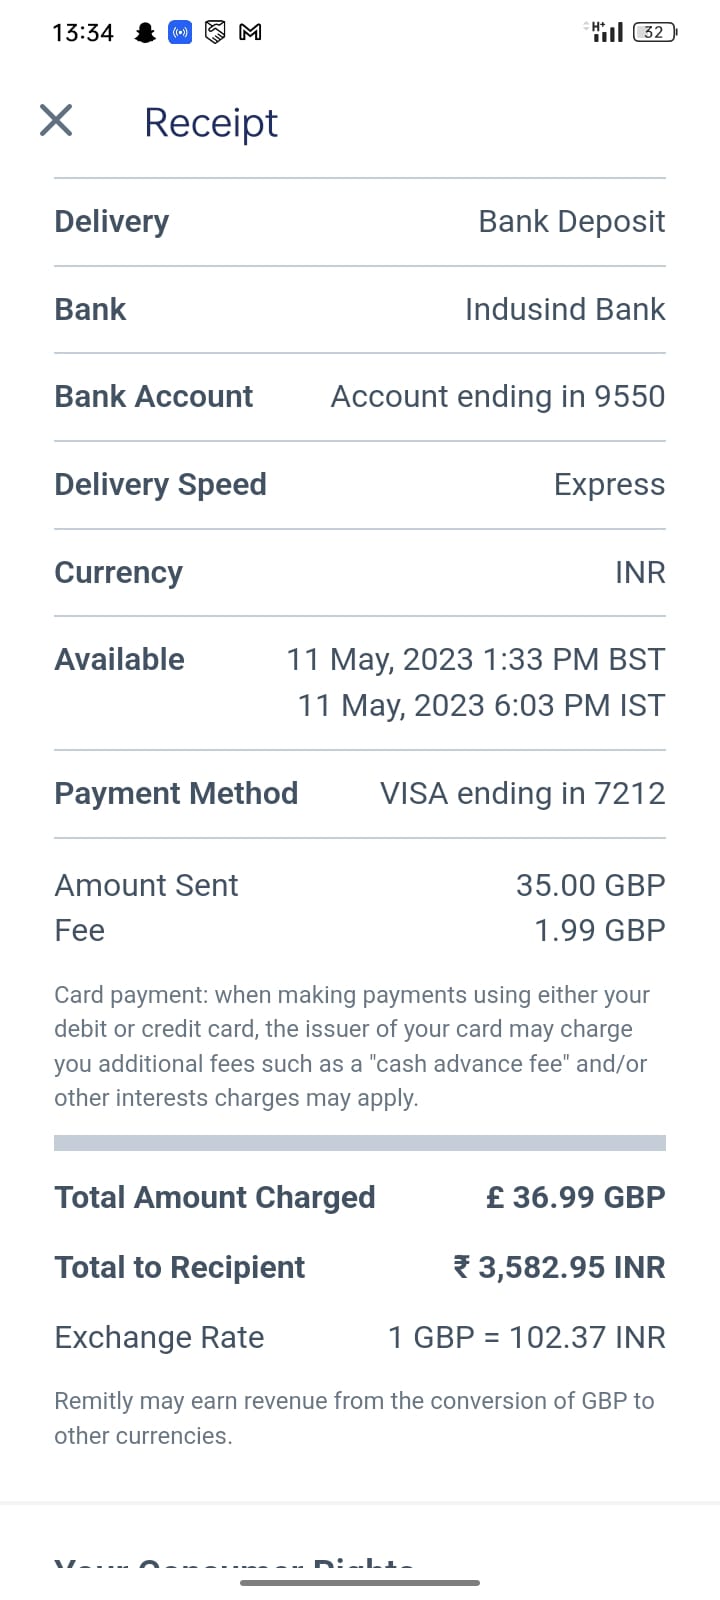 13:34 H+ 32
Receipt
Delivery Bank Deposit
Bank Indusind Bank
Bank Account Account ending in 9550
Delivery Speed Express
Currency INR
Available 11 May, 2023 1:33 PM BST
11 May, 2023 6:03 PM IST
Payment Method VISA ending in 7212
Amount Sent 35.00 GBP
Fee 1.99 GBP
Card payment: when making payments using either your
debit or credit card, the issuer of your card may charge
you additional fees such as a "cash advance fee" and/or
other interests charges may apply.
Total Amount Charged £ 36.99 GBP
Total to Recipient ₹ 3,582.95 INR
Exchange Rate 1 GBP = 102.37 INR
Remitly may earn revenue from the conversion of GBP to
other currencies.
Your Consumer Rights